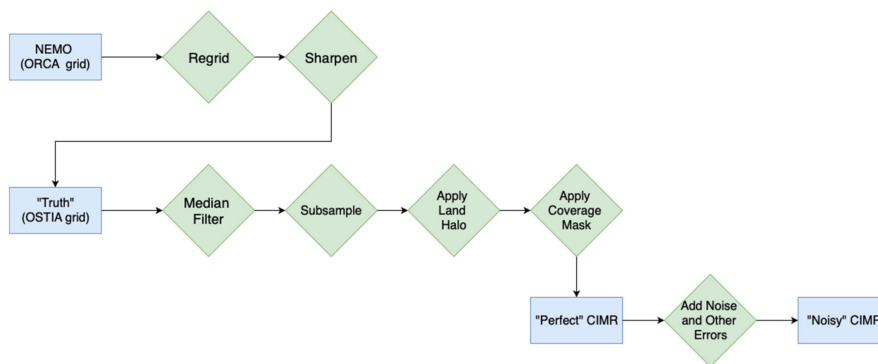 NEMO
(ORCA grid)
Regrid
Sharpen
"Truth"
(OSTIA grid)
Median
Filter
Subsample
Apply
Land
Halo
Apply
Coverage
Mask
"Perfect" CIMR
Add Noise
and Other
Errors
"Noisy" CIMR